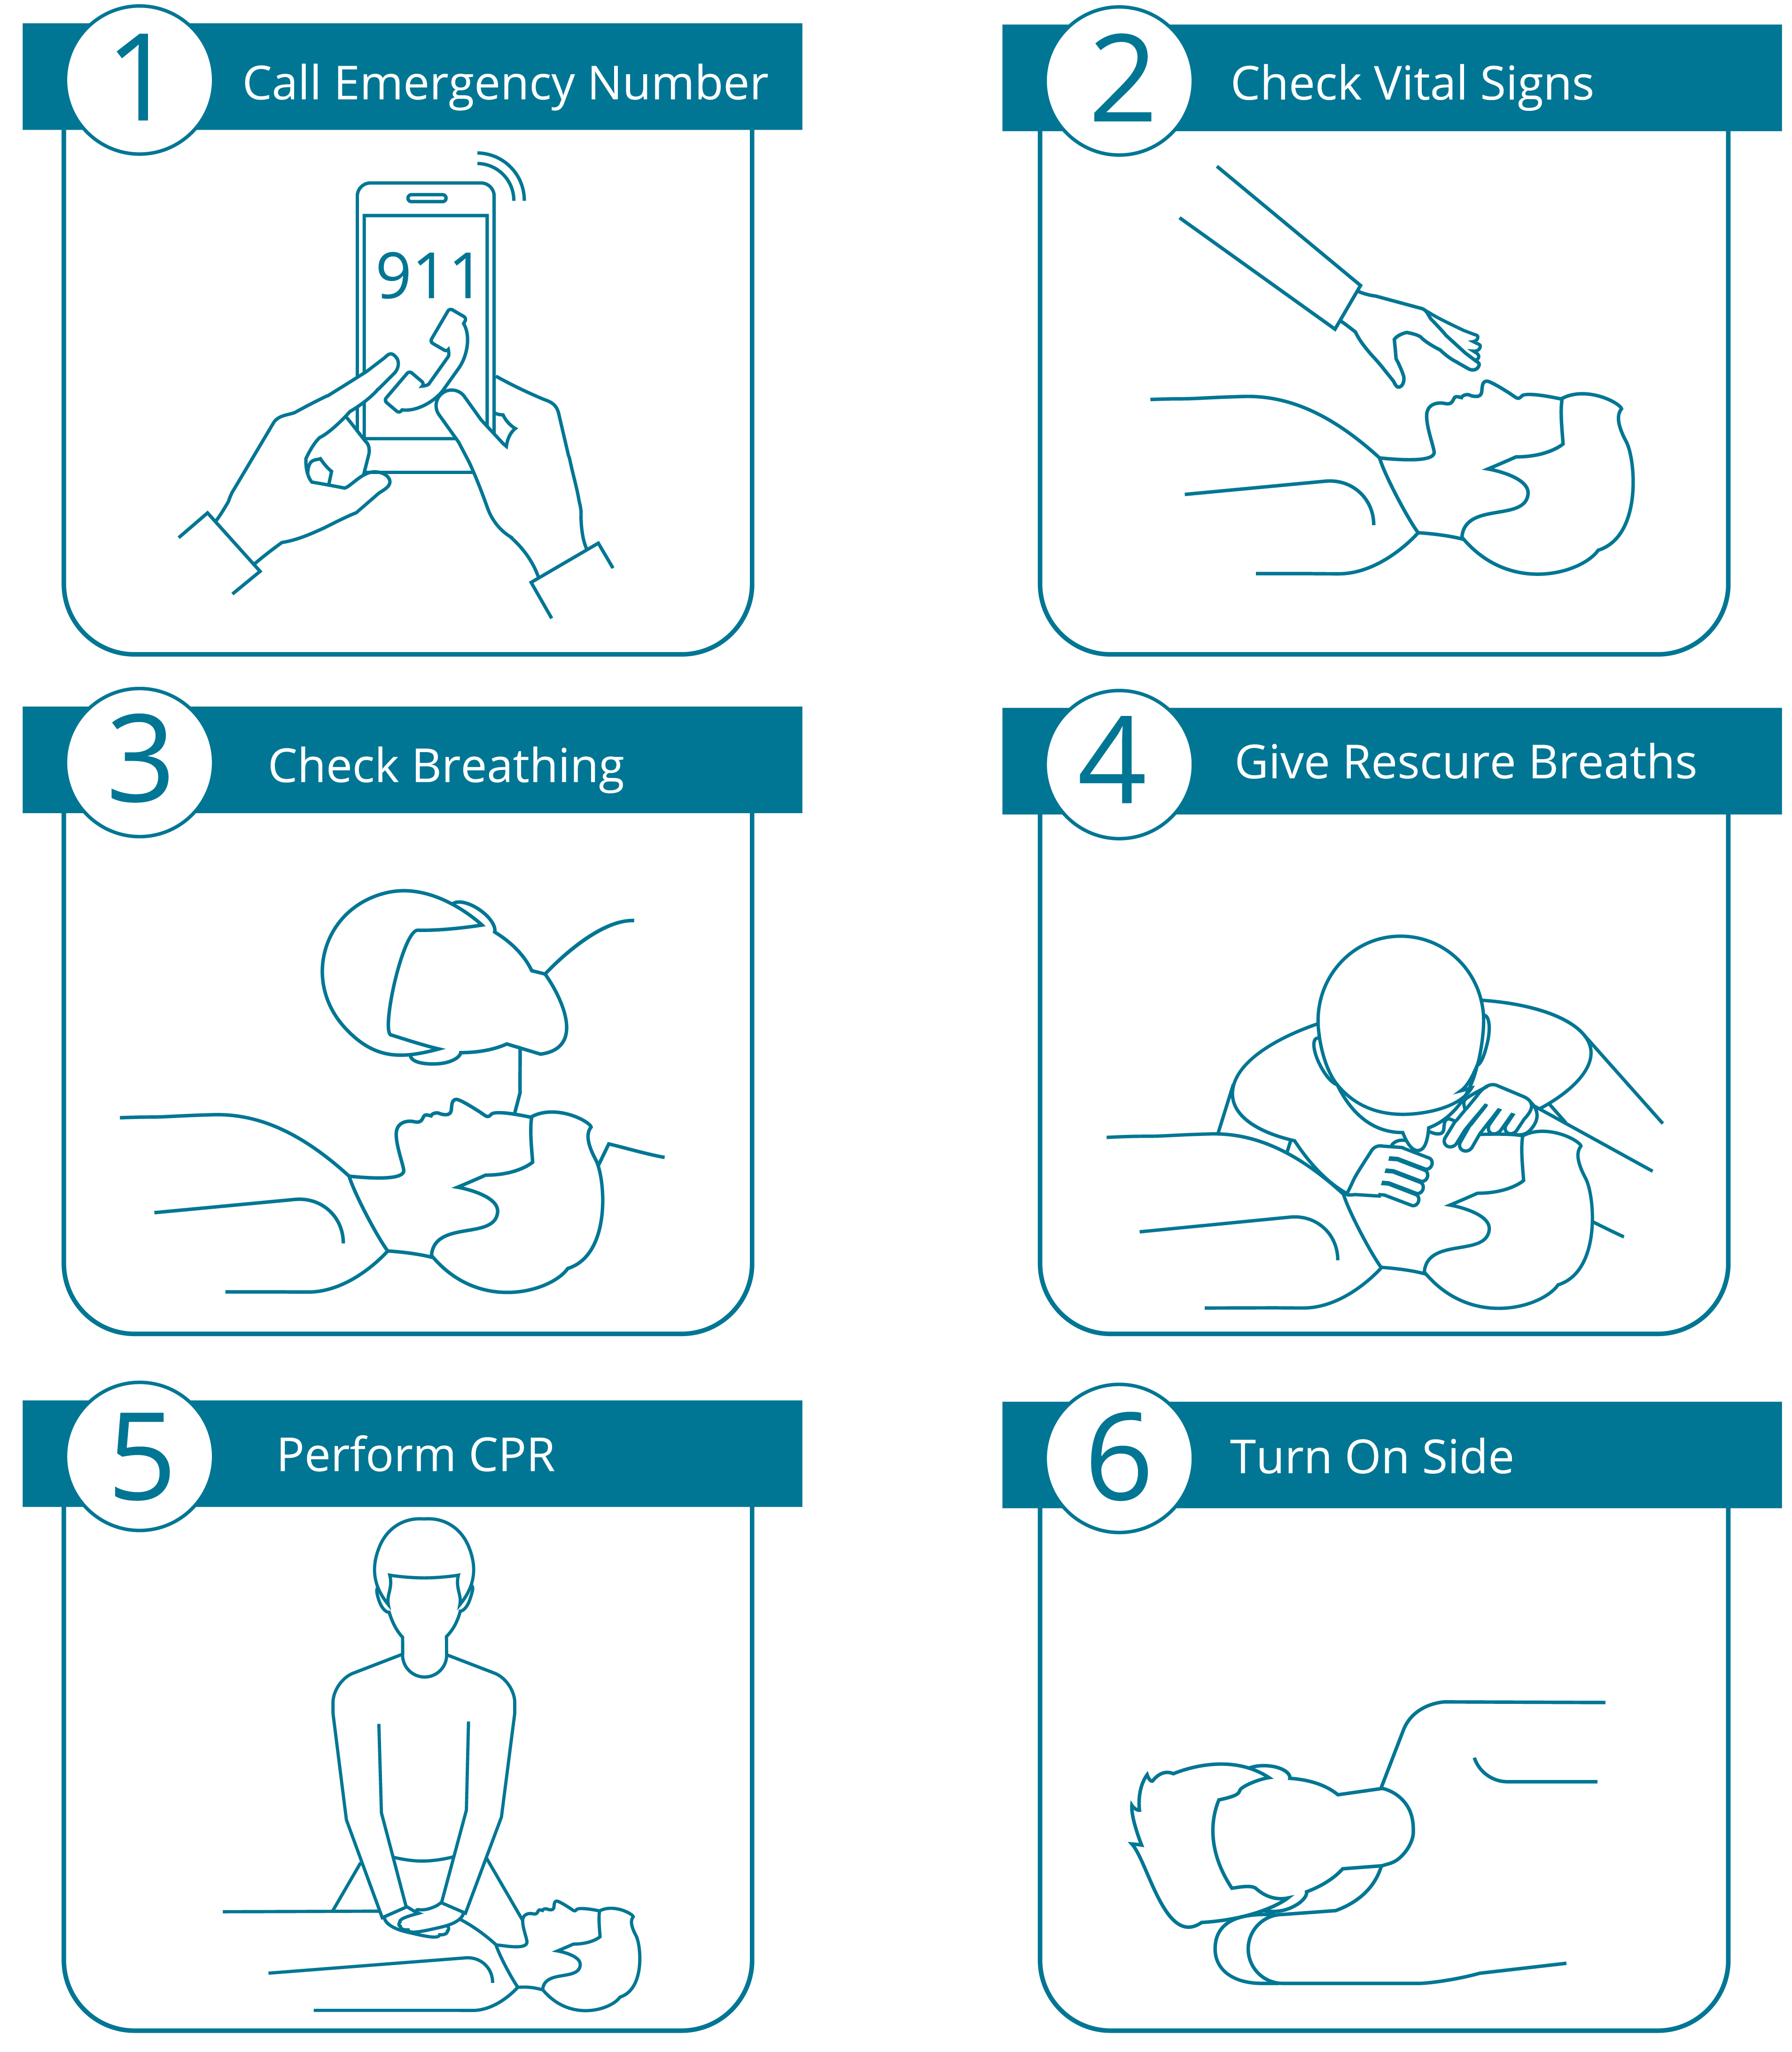 1
Call Emergency Number
911
2
Check Vital Signs
3
Check Breathing
4
Give Rescure Breaths
5
Perform CPR
6
Turn On Side